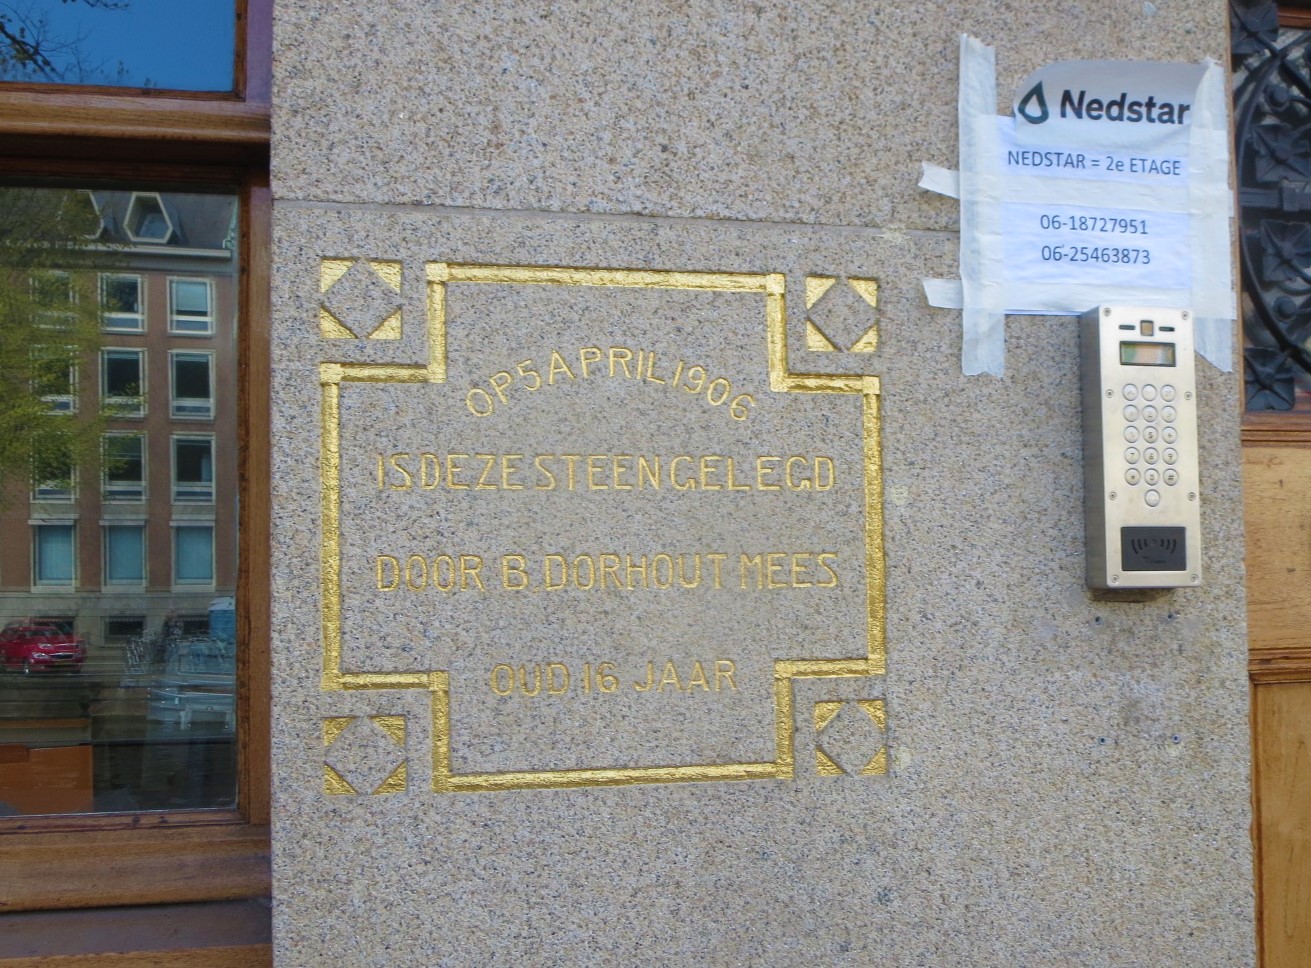 OP 5 APRIL 1906
IS DEZE STEEN GELEGD
DOOR B. DORHOUT MEES
OUD 16 JAAR
Nedstar
NEDSTAR = 2e ETAGE
06-18727951
06-25463873